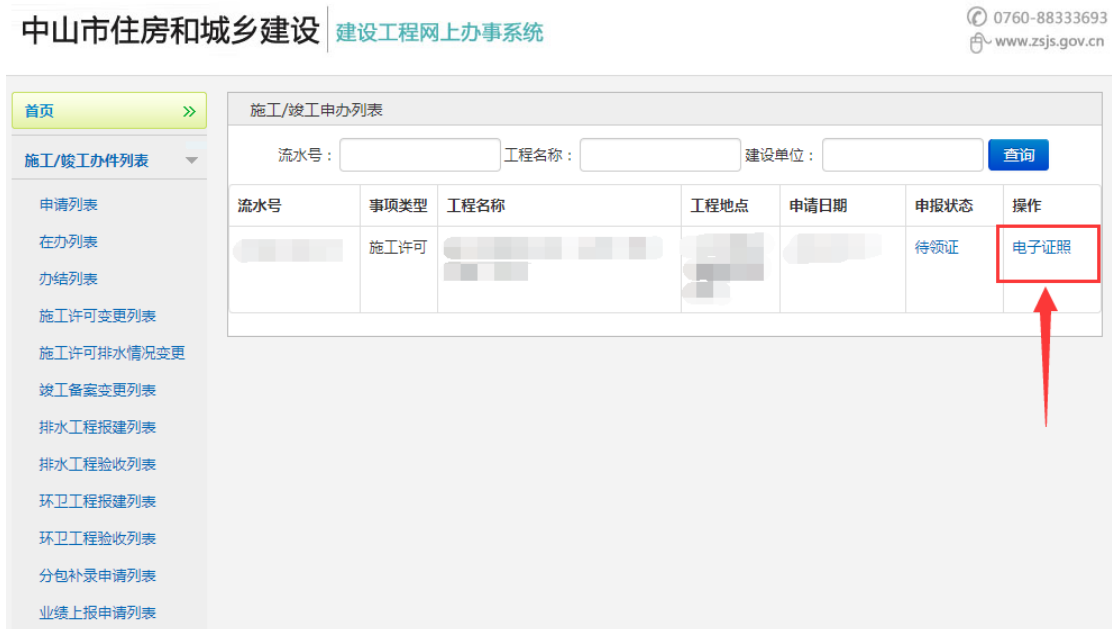 中山市住房和城乡建设 建设工程网上办事系统
0760-88333693
www.zsjs.gov.cn
首页
施工/竣工办件列表
申请列表
在办列表
办结列表
施工许可变更列表
施工许可排水情况变更
竣工备案变更列表
排水工程报建列表
排水工程验收列表
环卫工程报建列表
环卫工程验收列表
分包补录申请列表
业绩上报申请列表
施工/竣工申办列表
流水号： 工程名称： 建设单位： 查询
流水号 事项类型 工程名称 工程地点 申请日期 申报状态 操作
施工许可 待领证 电子证照